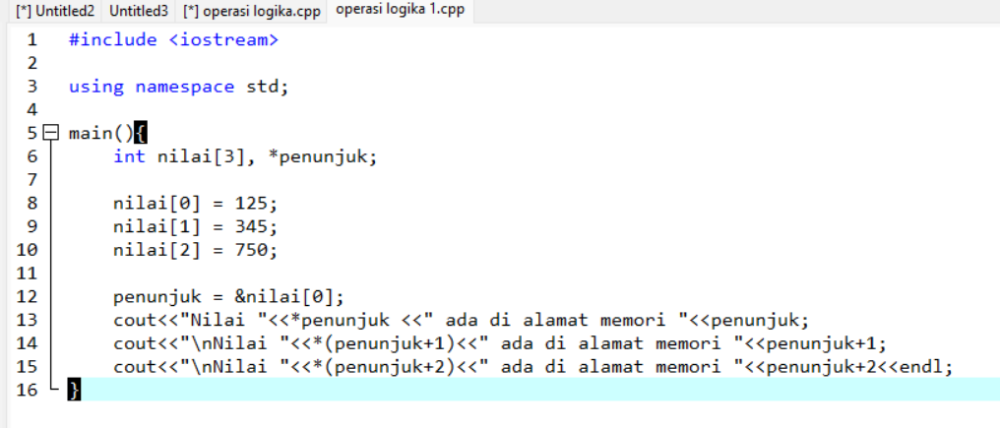 [*] Untitled2 Untitled3 [*] operasi logika.cpp operasi logika 1.cpp
1 #include <iostream>
2
3 using namespace std;
4
5 main(){
6 int nilai[3], *penunjuk;
7
8 nilai[0] = 125;
9 nilai[1] = 345;
10 nilai[2] = 750;
11
12 penunjuk = &nilai[0];
13 cout<<"Nilai "<<*penunjuk <<" ada di alamat memori "<<penunjuk;
14 cout<<"\nNilai "<<*(penunjuk+1)<<" ada di alamat memori "<<penunjuk+1;
15 cout<<"\nNilai "<<*(penunjuk+2)<<" ada di alamat memori "<<penunjuk+2<<endl;
16 }